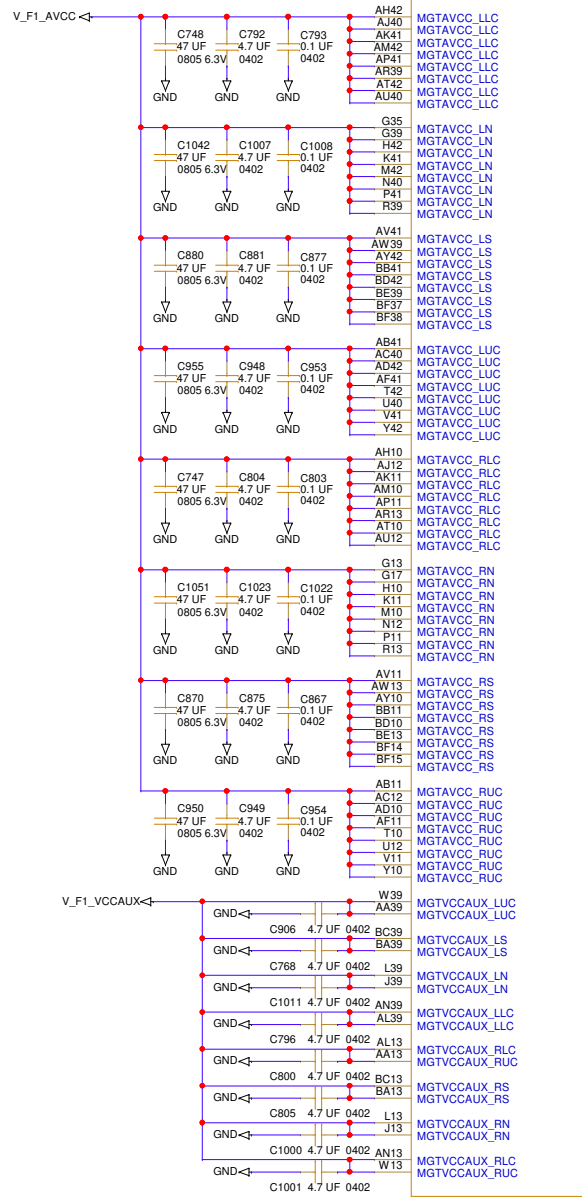 V_F1_AVCC
AH42 MGTAVCC_LLC
AJ40 MGTAVCC_LLC
AK41 MGTAVCC_LLC
AM42 MGTAVCC_LLC
AP41 MGTAVCC_LLC
AR39 MGTAVCC_LLC
AT42 MGTAVCC_LLC
AU40 MGTAVCC_LLC
C748 C792 C793
47 UF 4.7 UF 0.1 UF
0805 6.3V 0402 0402
GND GND GND
G35 MGTAVCC_LN
G39 MGTAVCC_LN
H42 MGTAVCC_LN
K41 MGTAVCC_LN
M42 MGTAVCC_LN
N40 MGTAVCC_LN
P41 MGTAVCC_LN
R39 MGTAVCC_LN
C1042 C1007 C1008
47 UF 4.7 UF 0.1 UF
0805 6.3V 0402 0402
GND GND GND
AV41 MGTAVCC_LS
AW39 MGTAVCC_LS
AY42 MGTAVCC_LS
BB41 MGTAVCC_LS
BD42 MGTAVCC_LS
BE39 MGTAVCC_LS
BF37 MGTAVCC_LS
BF38 MGTAVCC_LS
C880 C881 C877
47 UF 4.7 UF 0.1 UF
0805 6.3V 0402 0402
GND GND GND
AB41 MGTAVCC_LUC
AC40 MGTAVCC_LUC
AD42 MGTAVCC_LUC
AF41 MGTAVCC_LUC
T42 MGTAVCC_LUC
U40 MGTAVCC_LUC
V41 MGTAVCC_LUC
Y42 MGTAVCC_LUC
C955 C948 C953
47 UF 4.7 UF 0.1 UF
0805 6.3V 0402 0402
GND GND GND
AH10 MGTAVCC_RLC
AJ12 MGTAVCC_RLC
AK11 MGTAVCC_RLC
AM10 MGTAVCC_RLC
AP11 MGTAVCC_RLC
AR13 MGTAVCC_RLC
AT10 MGTAVCC_RLC
AU12 MGTAVCC_RLC
C747 C804 C803
47 UF 4.7 UF 0.1 UF
0805 6.3V 0402 0402
GND GND GND
G13 MGTAVCC_RN
G17 MGTAVCC_RN
H10 MGTAVCC_RN
K11 MGTAVCC_RN
M10 MGTAVCC_RN
N12 MGTAVCC_RN
P11 MGTAVCC_RN
R13 MGTAVCC_RN
C1051 C1023 C1022
47 UF 4.7 UF 0.1 UF
0805 6.3V 0402 0402
GND GND GND
AV11 MGTAVCC_RS
AW13 MGTAVCC_RS
AY10 MGTAVCC_RS
BB11 MGTAVCC_RS
BD10 MGTAVCC_RS
BE13 MGTAVCC_RS
BF14 MGTAVCC_RS
BF15 MGTAVCC_RS
C870 C875 C867
47 UF 4.7 UF 0.1 UF
0805 6.3V 0402 0402
GND GND GND
AB11 MGTAVCC_RUC
AC12 MGTAVCC_RUC
AD10 MGTAVCC_RUC
AF11 MGTAVCC_RUC
T10 MGTAVCC_RUC
U12 MGTAVCC_RUC
V11 MGTAVCC_RUC
Y10 MGTAVCC_RUC
C950 C949 C954
47 UF 4.7 UF 0.1 UF
0805 6.3V 0402 0402
GND GND GND
V_F1_VCCAUX
W39 MGTVCCAUX_LUC
GND AA39 MGTVCCAUX_LUC
C906 4.7 UF 0402
BC39 MGTVCCAUX_LS
GND BA39 MGTVCCAUX_LS
C768 4.7 UF 0402
L39 MGTVCCAUX_LN
GND J39 MGTVCCAUX_LN
C1011 4.7 UF 0402
AN39 MGTVCCAUX_LLC
GND AL39 MGTVCCAUX_LLC
C796 4.7 UF 0402
AL13 MGTVCCAUX_RLC
GND AA13 MGTVCCAUX_RUC
C800 4.7 UF 0402
BC13 MGTVCCAUX_RS
GND BA13 MGTVCCAUX_RS
C805 4.7 UF 0402
L13 MGTVCCAUX_RN
GND J13 MGTVCCAUX_RN
C1000 4.7 UF 0402
AN13 MGTVCCAUX_RLC
GND W13 MGTVCCAUX_RUC
C1001 4.7 UF 0402